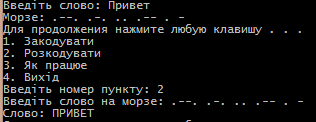 Введіть слово: Привет
Морзе: .--. .-. .. .-- . -
Для продолжения нажмите любую клавишу . . .
1. Закодувати
2. Розкодувати
3. Як працює
4. Вихід
Введіть номер пункту: 2
Введіть слово на морзе: .--. .-. .. .-- . -
Слово: ПРИВЕТ